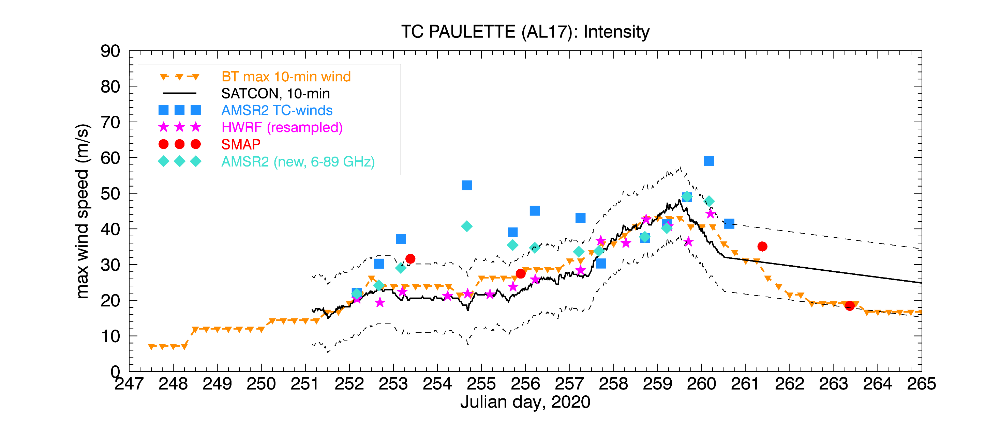 TC PAULETTE (AL17): Intensity
90
80
70
60
50
40
30
20
10
0
max wind speed (m/s)
BT max 10-min wind
SATCON, 10-min
AMSR2 TC-winds
HWRF (resampled)
SMAP
AMSR2 (new, 6-89 GHz)
247 248 249 250 251 252 253 254 255 256 257 258 259 260 261 262 263 264 265
Julian day, 2020